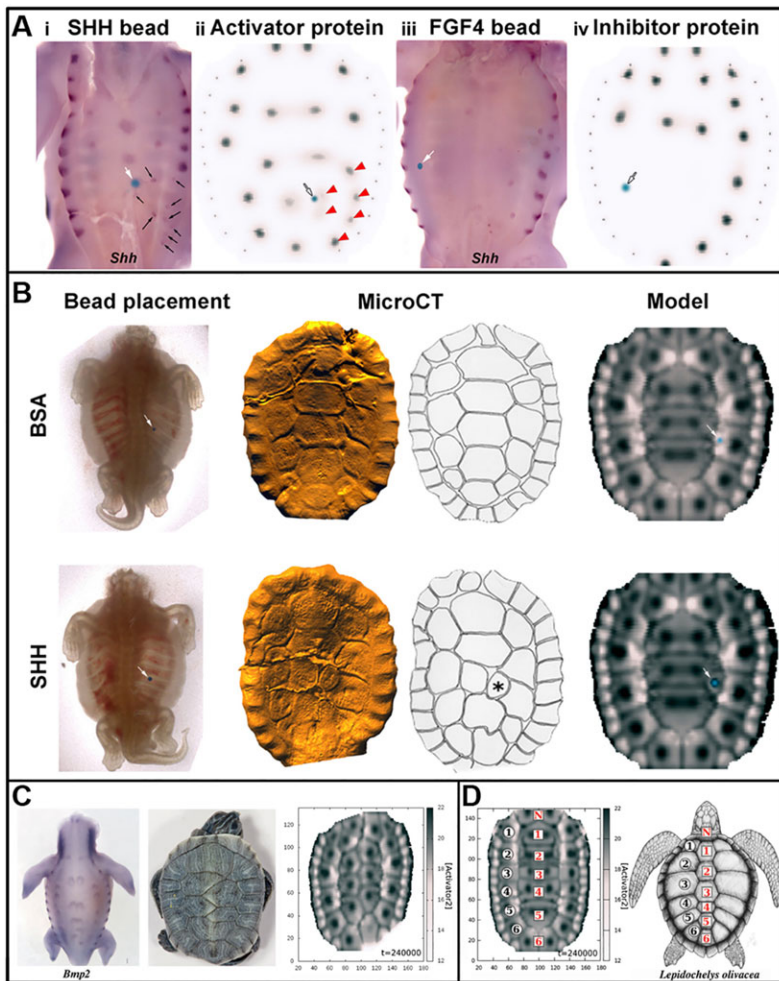 A
i SHH bead
ii Activator protein
iii FGF4 bead
iv Inhibitor protein
Shh
Shh
B
Bead placement
MicroCT
Model
BSA
SHH
*
C
Bmp2
130
120
100
80
60
40
20
0
20 40 60 80 100 120 140 160 180
t=240000
22
20
18
16
14
12
[Activator2]
D
140
120
100
80
60
40
20
0
20 40 60 80 100 120 140 160 180
t=240000
22
20
18
16
14
12
[Activator2]
N
1 1
2 2
3 3
4 4
5 5
6 6
N
1 1
2 2
3 3
4 4
5 5
6 6
Lepidochelys olivacea